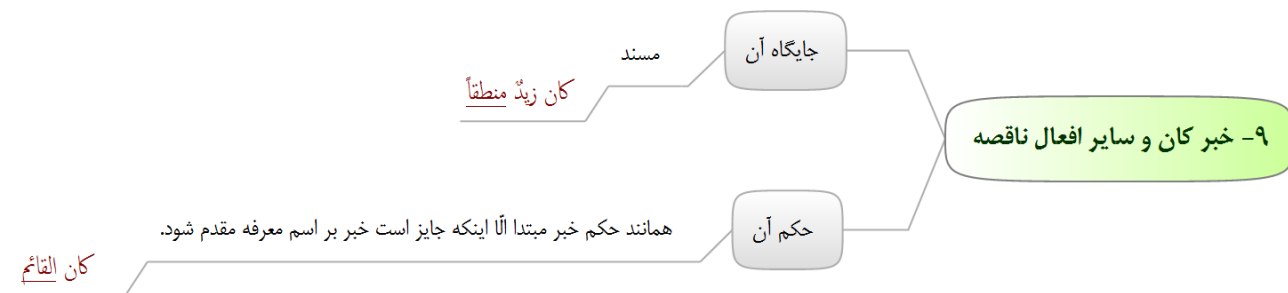 ۹- خبر کان و سایر افعال ناقصه
جایگاه آن
مسند
کان زیدٌ منطقاً
حکم آن
همانند حکم خبر مبتدا الّا اینکه جایز است خبر بر اسم معرفه مقدم شود.
کان القائم